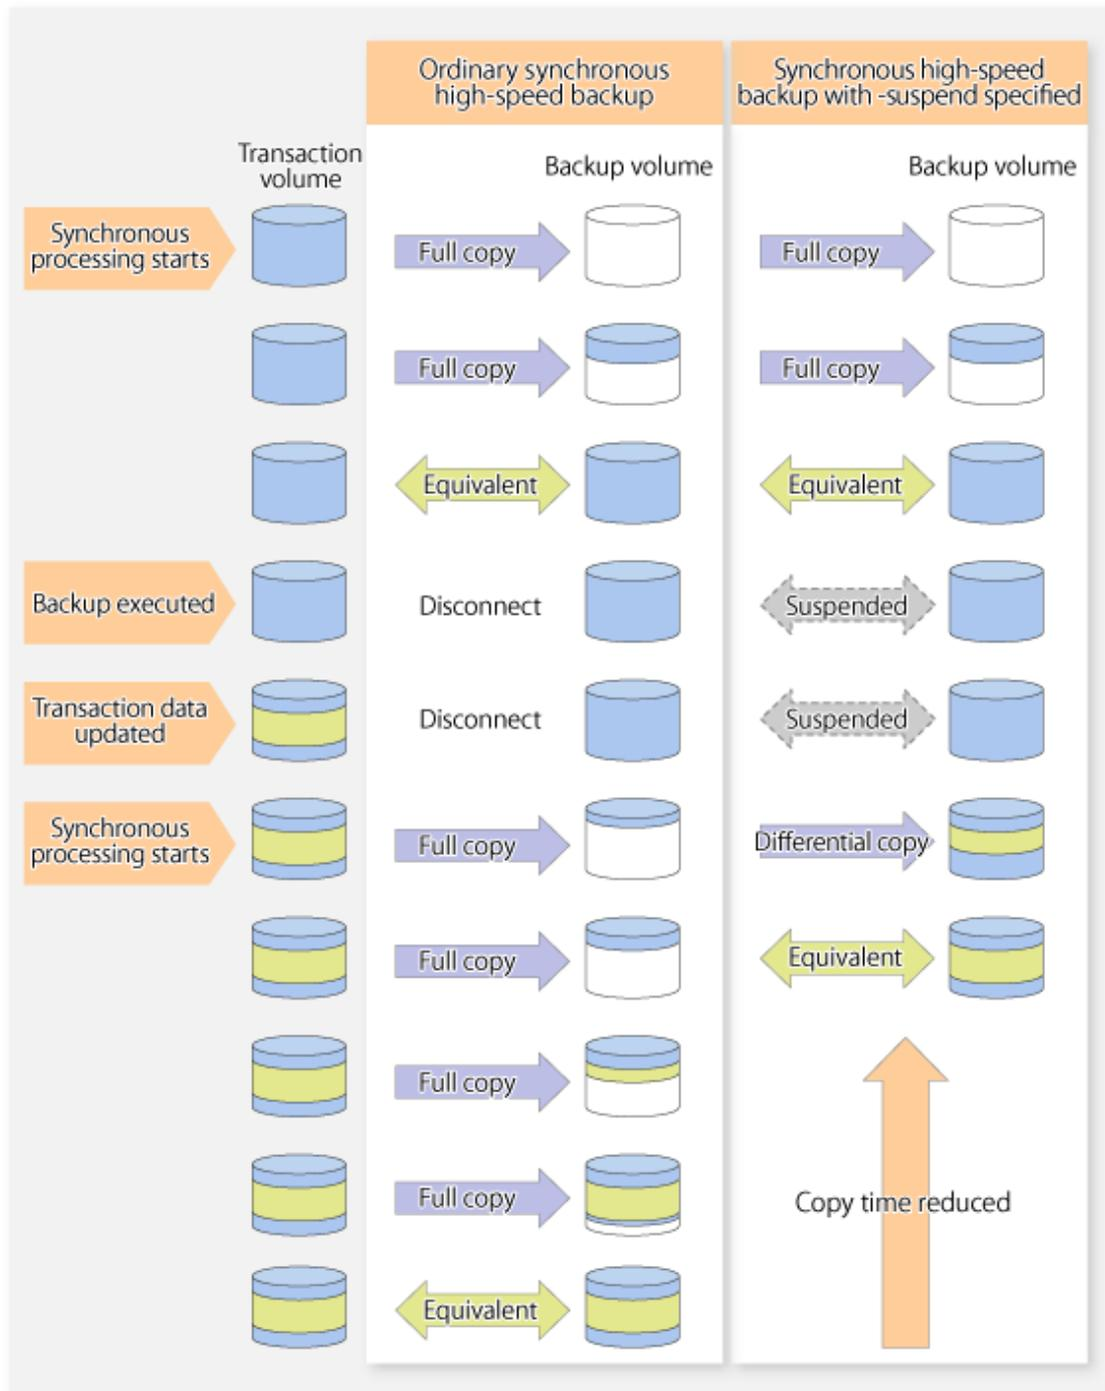 Ordinary synchronous
high-speed backup
Synchronous high-speed
backup with -suspend specified
Transaction
volume
Backup volume
Backup volume
Synchronous
processing starts
Full copy
Full copy
Full copy
Full copy
Equivalent
Equivalent
Backup executed
Disconnect
Suspended
Transaction data
updated
Disconnect
Suspended
Synchronous
processing starts
Full copy
Differential copy
Full copy
Equivalent
Full copy
Full copy
Copy time reduced
Equivalent